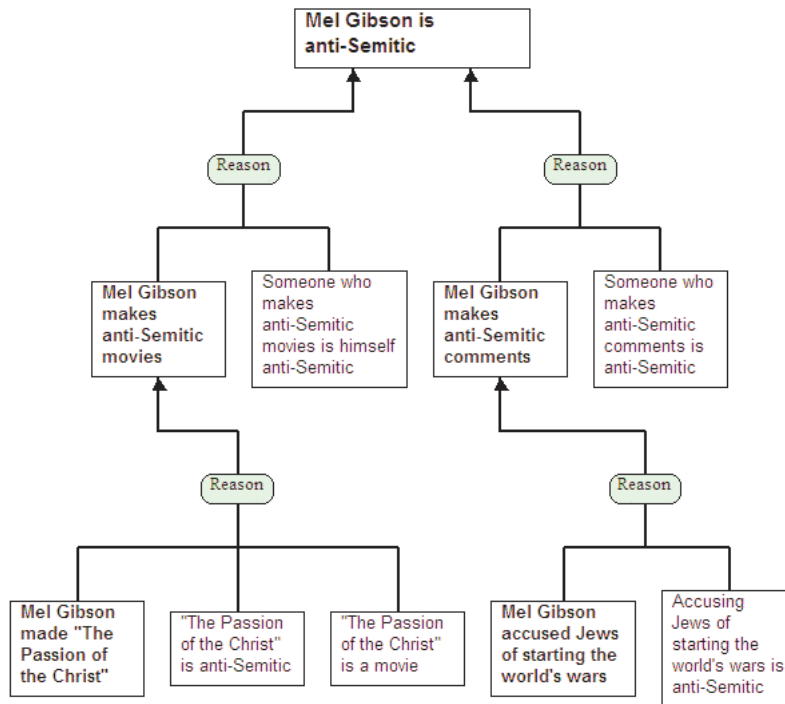 Mel Gibson is
anti-Semitic
Reason
Reason
Mel Gibson
makes
anti-Semitic
movies
Someone who
makes
anti-Semitic
movies is himself
anti-Semitic
Mel Gibson
makes
anti-Semitic
comments
Someone who
makes
anti-Semitic
comments is
anti-Semitic
Reason
Reason
Mel Gibson
made "The
Passion of
the Christ"
"The Passion
of the Christ"
is anti-Semitic
"The Passion
of the Christ"
is a movie
Mel Gibson
accused Jews
of starting the
world's wars
Accusing
Jews of
starting the
world's wars is
anti-Semitic